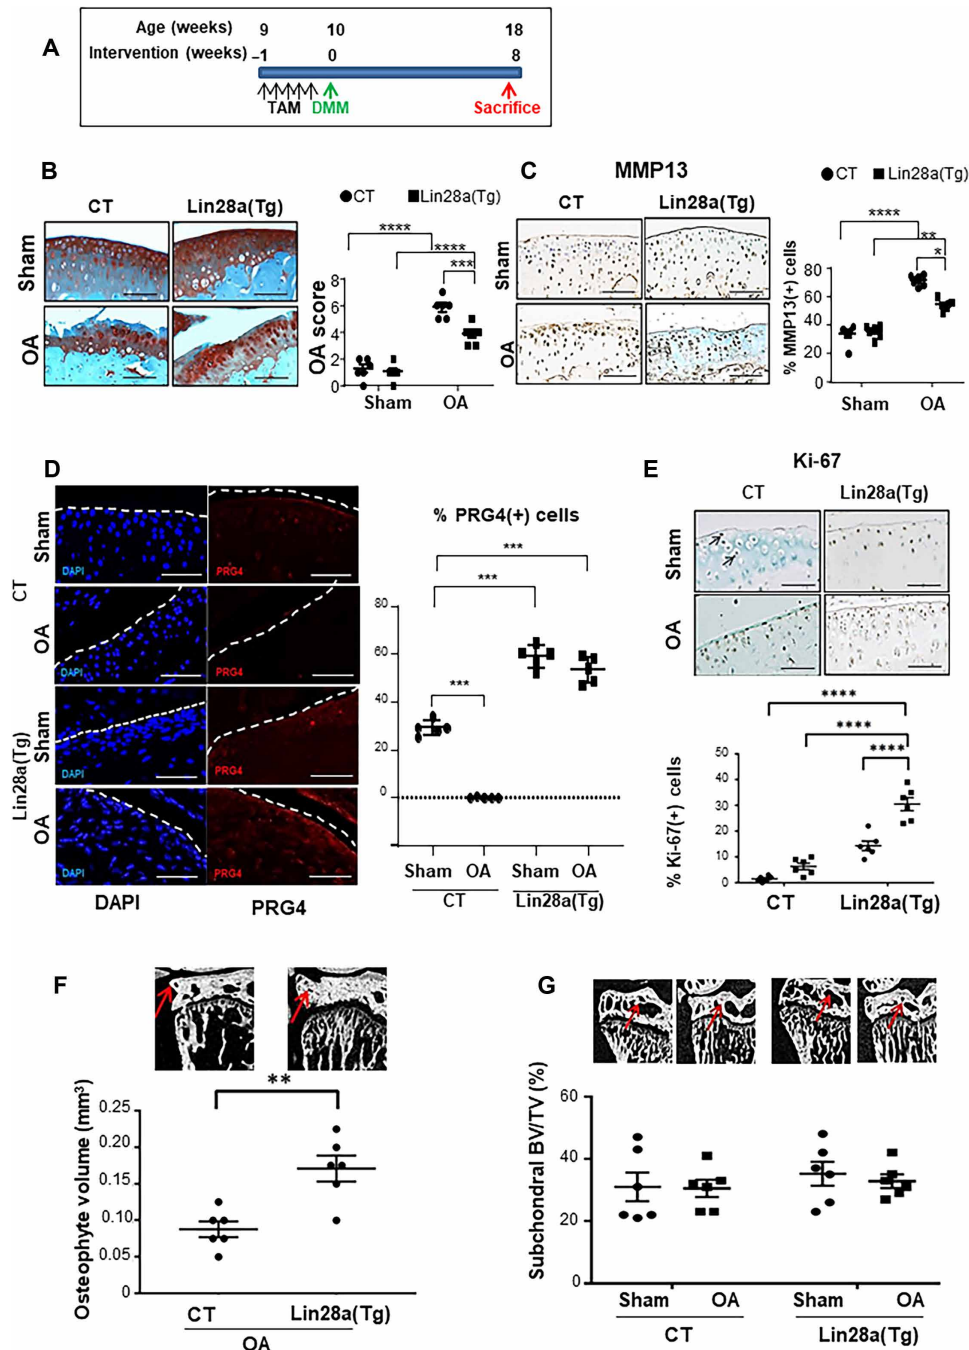 A
Age (weeks) 9 10 18
Intervention (weeks) –1 0 8
TAM DMM Sacrifice
B
CT Lin28a(Tg)
Sham
OA
CT Lin28a(Tg)
****
****
***
OA score
8
6
4
2
0
Sham OA
C
MMP13
CT Lin28a(Tg)
Sham
OA
CT Lin28a(Tg)
****
**
*
% MMP13(+) cells
80
60
40
20
0
Sham OA
D
CT
Sham
DAPI PRG4
OA
DAPI PRG4
Lin28a(Tg)
Sham
DAPI PRG4
OA
DAPI PRG4
DAPI PRG4
% PRG4(+) cells
***
***
***
80
60
40
20
0
Sham OA Sham OA
CT Lin28a(Tg)
E
Ki-67
CT Lin28a(Tg)
Sham
OA
****
****
****
% Ki-67(+) cells
50
40
30
20
10
0
CT Lin28a(Tg)
F
**
Osteophyte volume (mm³)
0.25
0.20
0.15
0.10
0.05
0
CT Lin28a(Tg)
OA
G
Subchondral BV/TV (%)
60
40
20
0
Sham OA Sham OA
CT Lin28a(Tg)